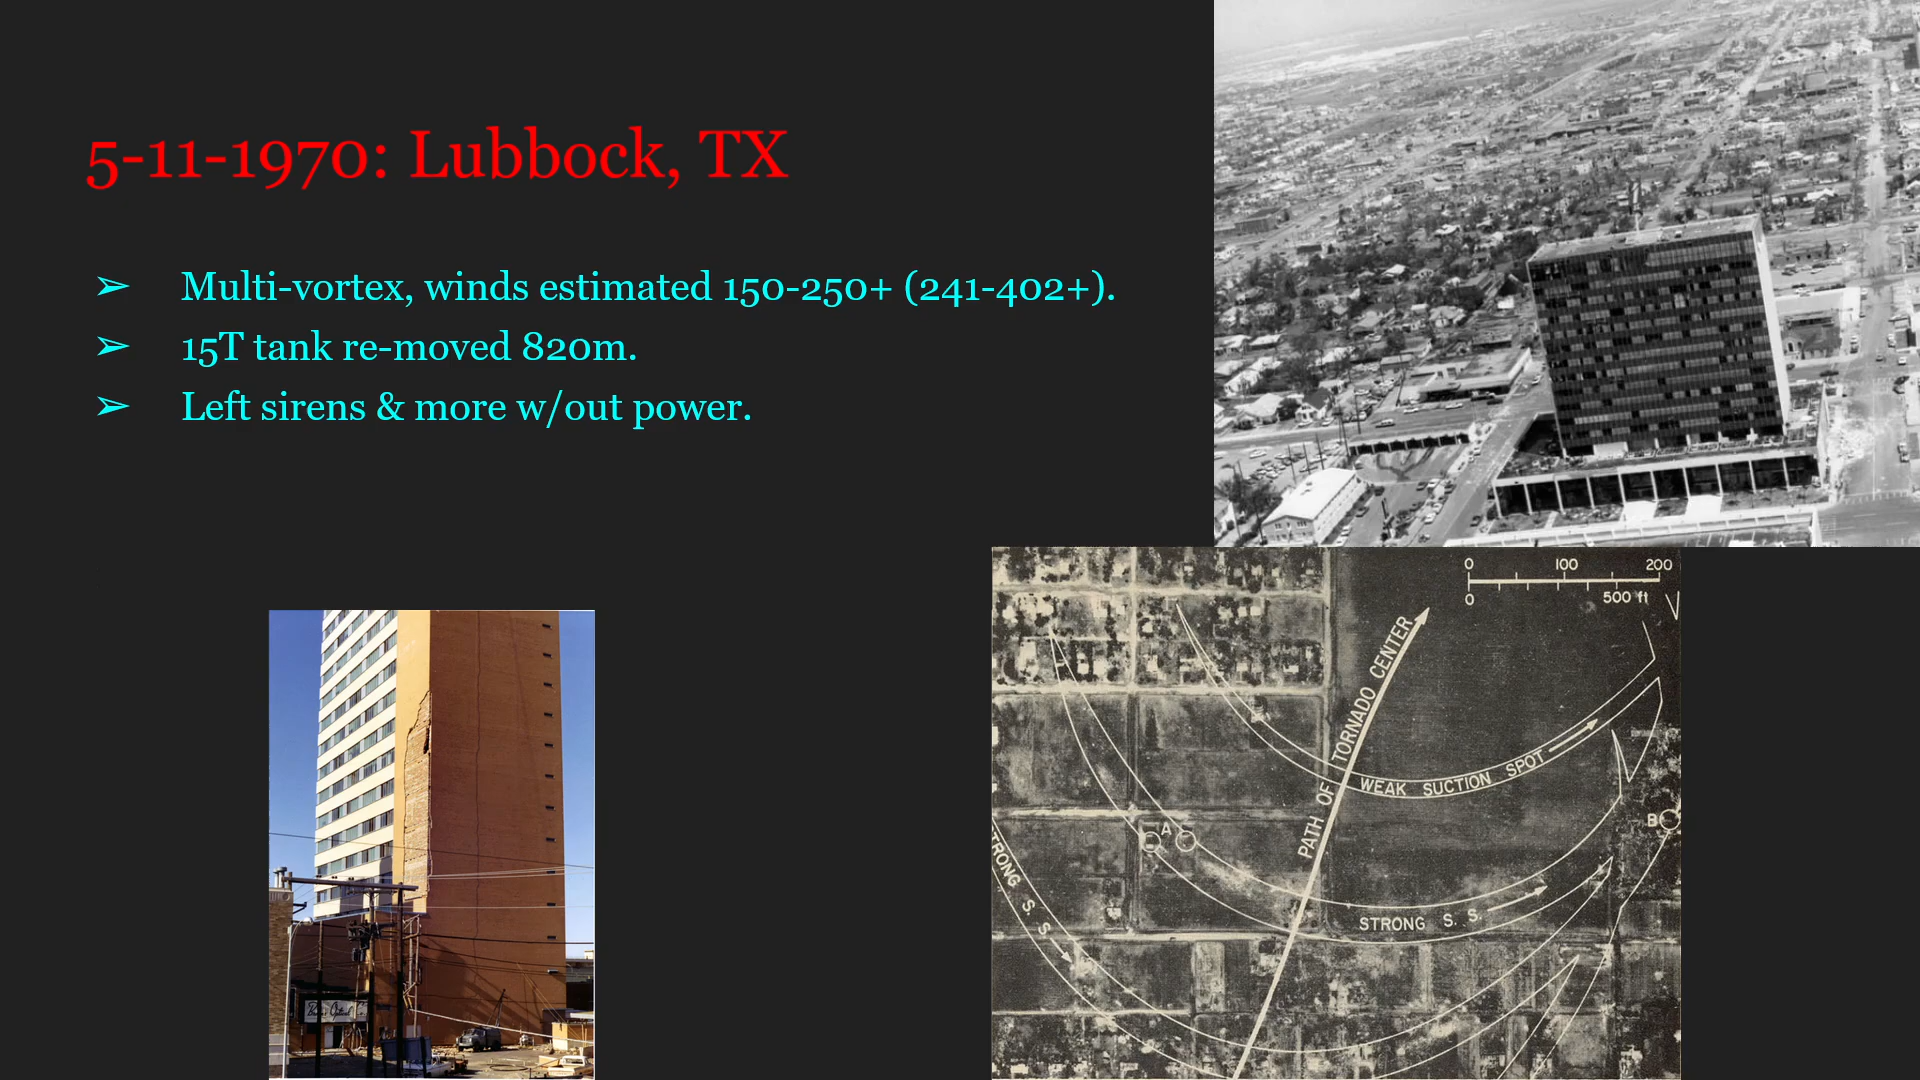 5-11-1970: Lubbock, TX
➢ Multi-vortex, winds estimated 150-250+ (241-402+).
➢ 15T tank re-moved 820m.
➢ Left sirens & more w/out power.
0 100 200
0 500 ft
PATH OF TORNADO CENTER
WEAK SUCTION SPOT
A
B
STRONG S. S.
TRONG S. S.